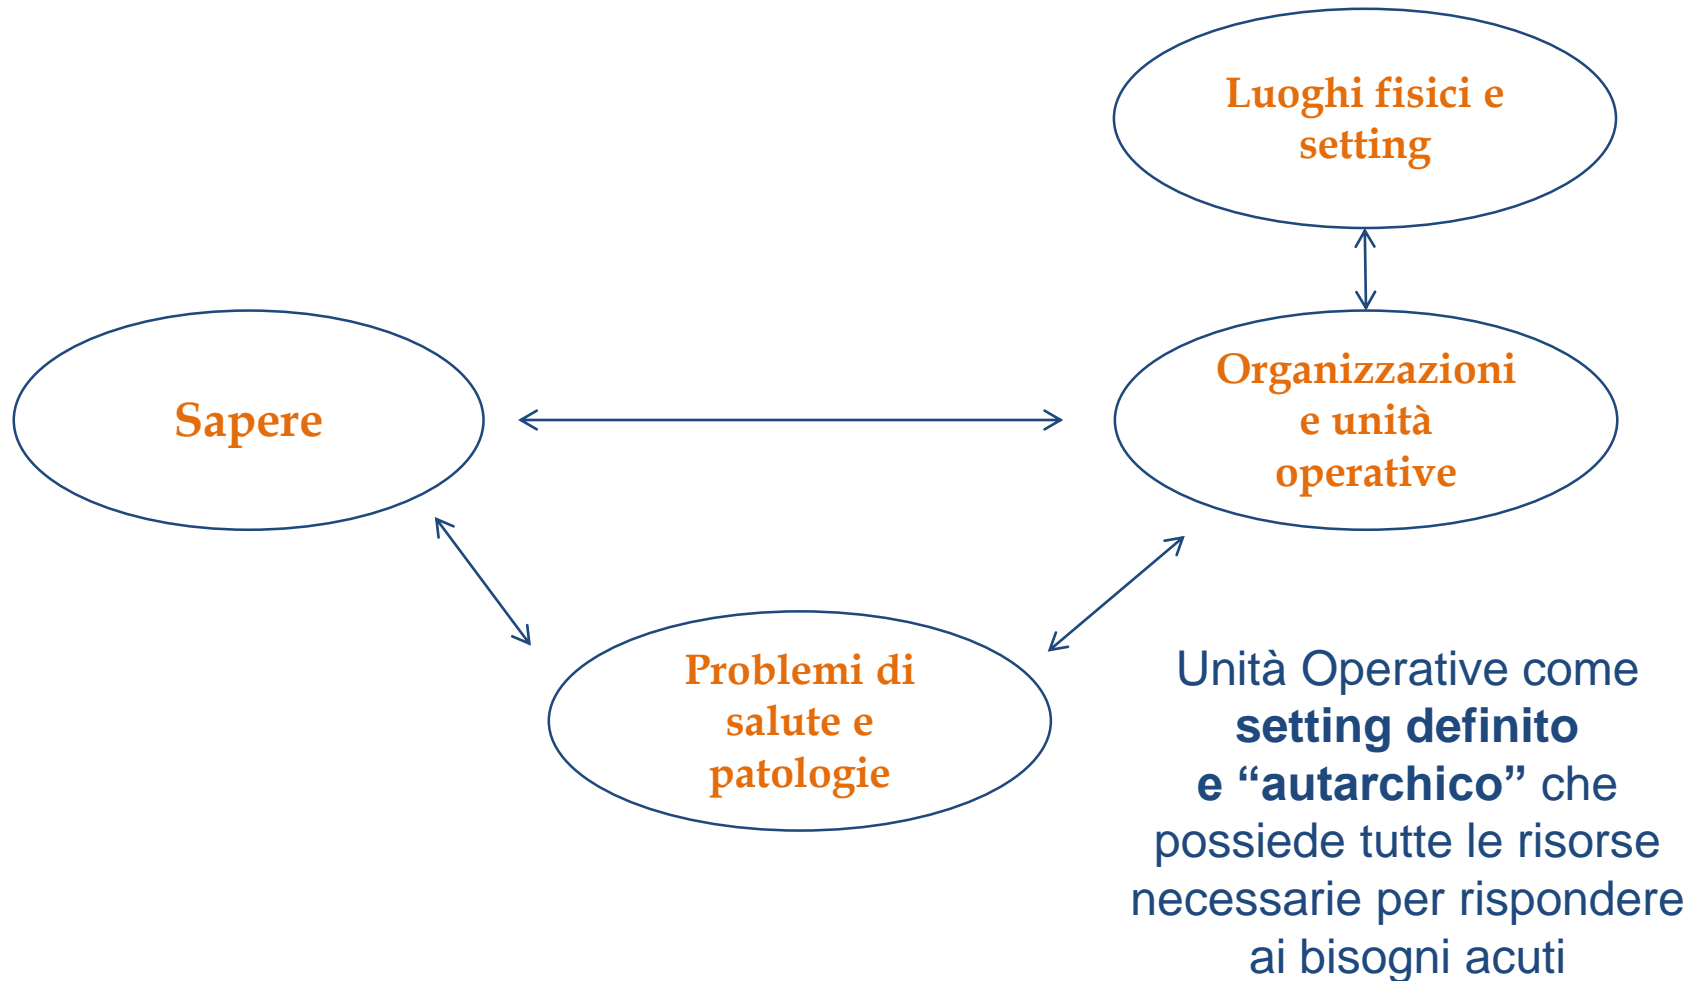 Luoghi fisici e
setting
Sapere
Organizzazioni
e unità
operative
Problemi di
salute e
patologie
Unità Operative come
setting definito
e “autarchico” che
possiede tutte le risorse
necessarie per rispondere
ai bisogni acuti